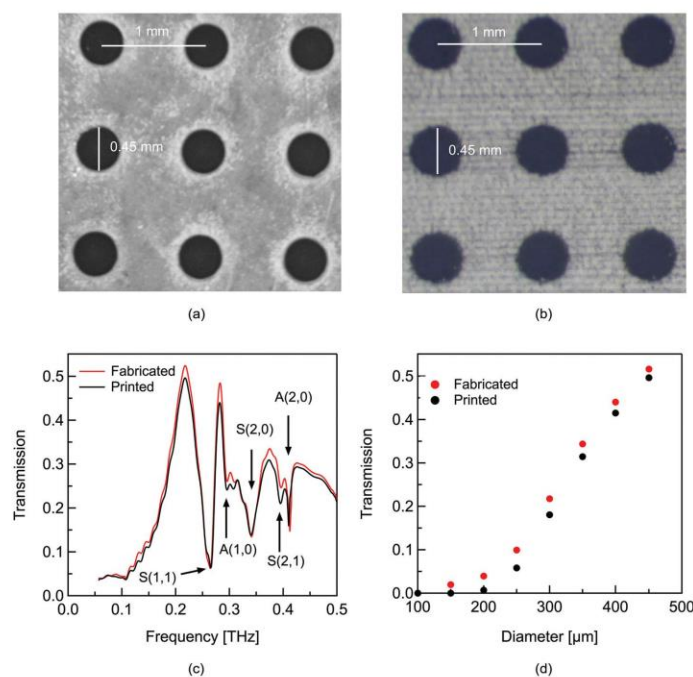 1 mm
0.45 mm
(a)
1 mm
0.45 mm
(b)
Fabricated
Printed
A(2,0)
S(2,0)
A(1,0)
S(2,1)
S(1,1)
Transmission
0.5
0.4
0.3
0.2
0.1
0.0
0.0 0.1 0.2 0.3 0.4 0.5
Frequency [THz]
(c)
Fabricated
Printed
Transmission
0.5
0.4
0.3
0.2
0.1
0.0
100 200 300 400 500
Diameter [µm]
(d)